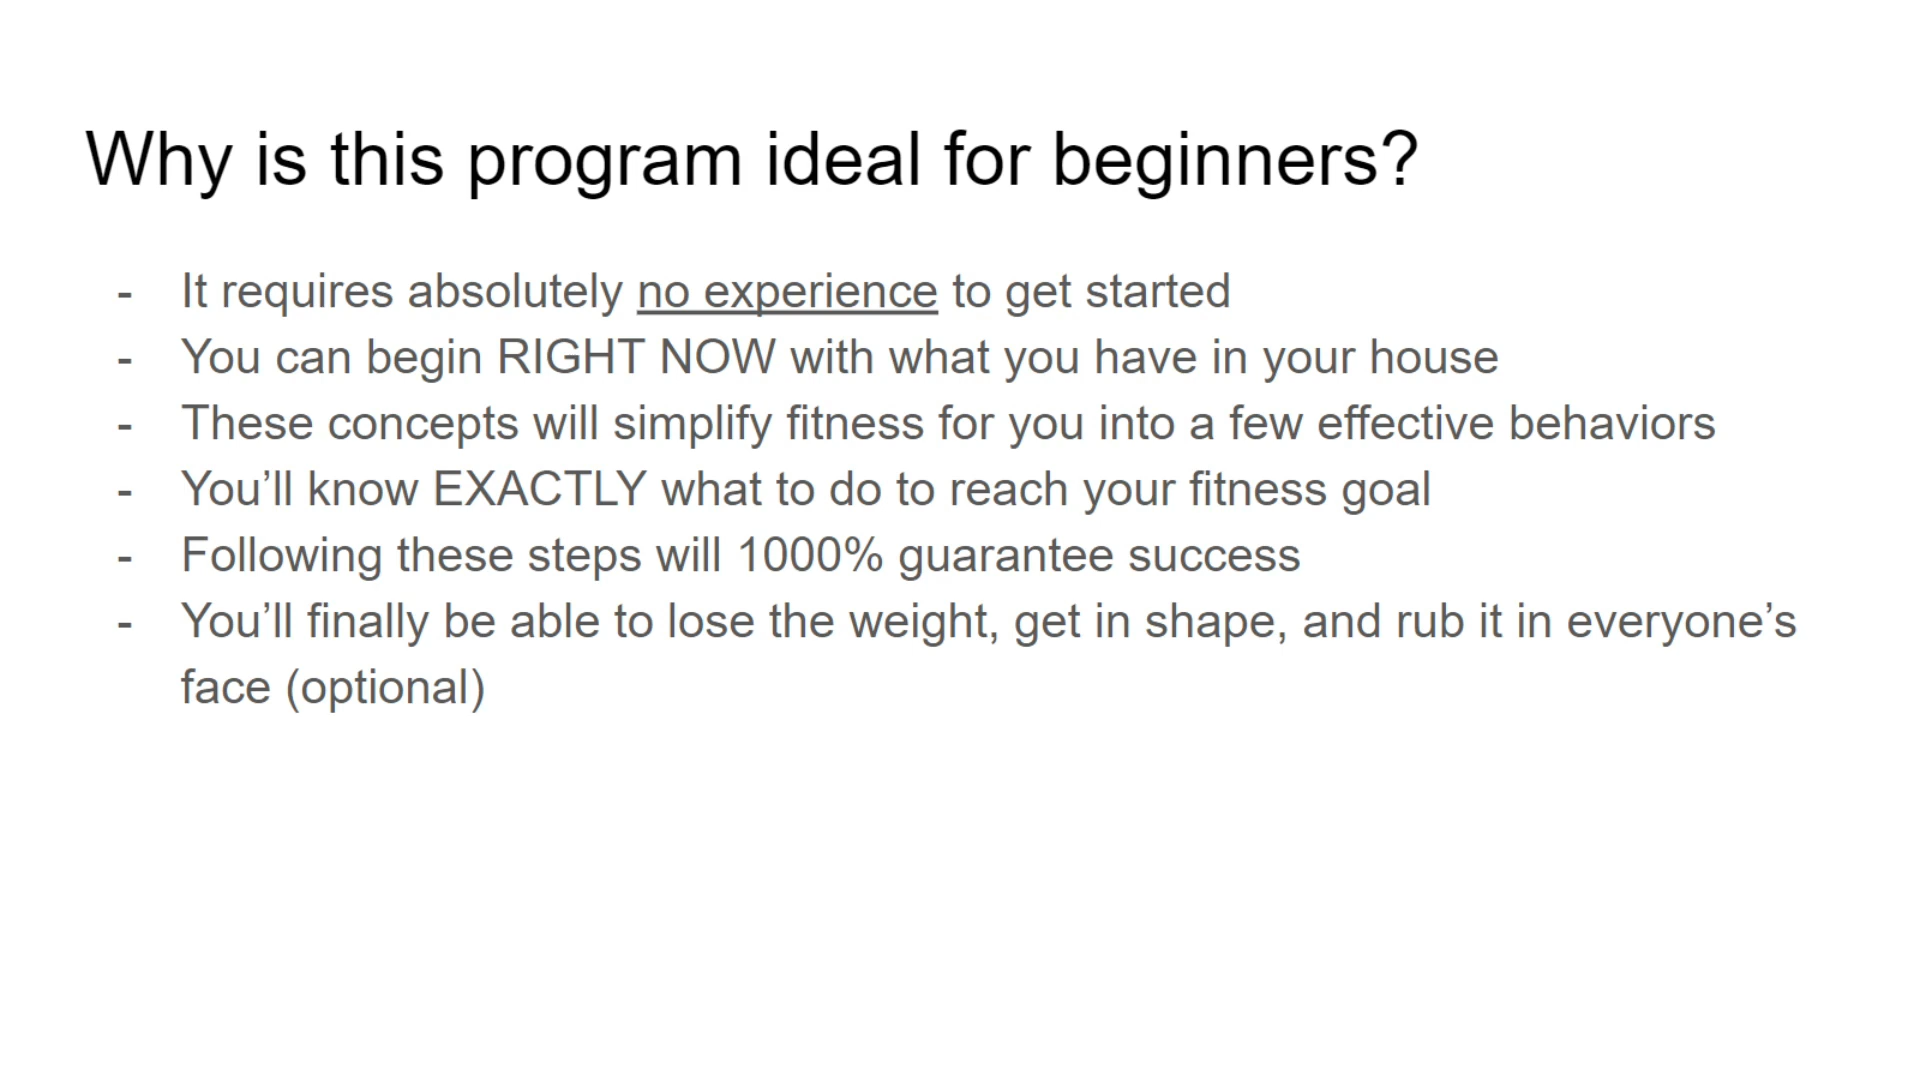 Why is this program ideal for beginners?
- It requires absolutely no experience to get started
- You can begin RIGHT NOW with what you have in your house
- These concepts will simplify fitness for you into a few effective behaviors
- You’ll know EXACTLY what to do to reach your fitness goal
- Following these steps will 1000% guarantee success
- You’ll finally be able to lose the weight, get in shape, and rub it in everyone’s
face (optional)